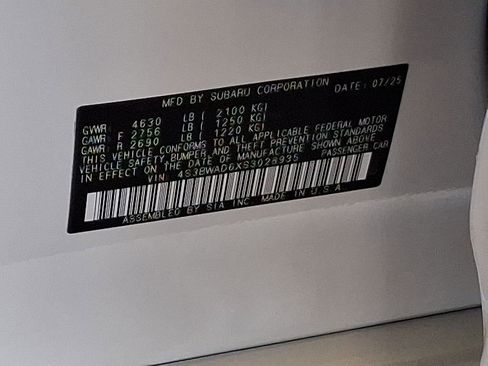 MFD BY SUBARU CORPORATION DATE: 07/25
GVWR: 4630 LB ( 2100 KG)
GAWR: F 2756 LB ( 1250 KG)
GAWR: R 2690 LB ( 1220 KG)
THIS VEHICLE CONFORMS TO ALL APPLICABLE FEDERAL MOTOR
VEHICLE SAFETY, BUMPER AND THEFT PREVENTION STANDARDS
IN EFFECT ON THE DATE OF MANUFACTURE SHOWN ABOVE.
VIN: 4S3BWAD6XS3028935 PASSENGER CAR
ASSEMBLED BY SIA INC. MADE IN U.S.A